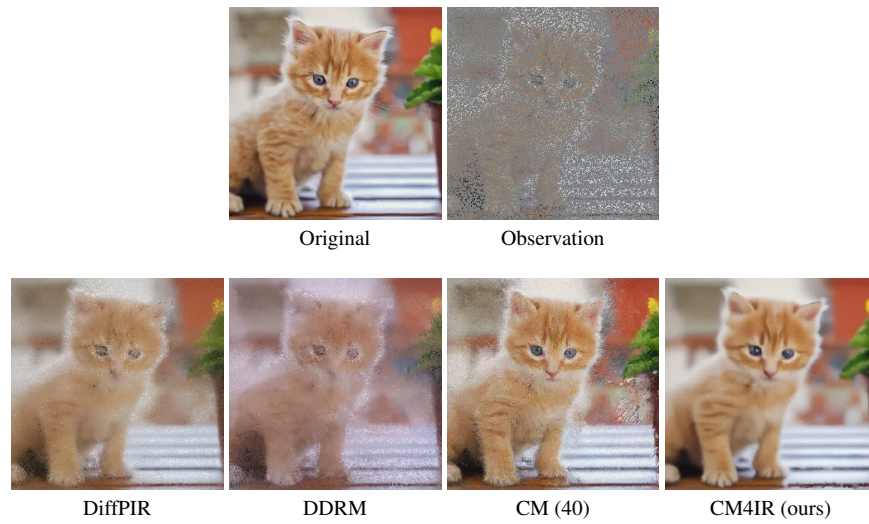 Original
Observation
DiffPIR
DDRM
CM (40)
CM4IR (ours)